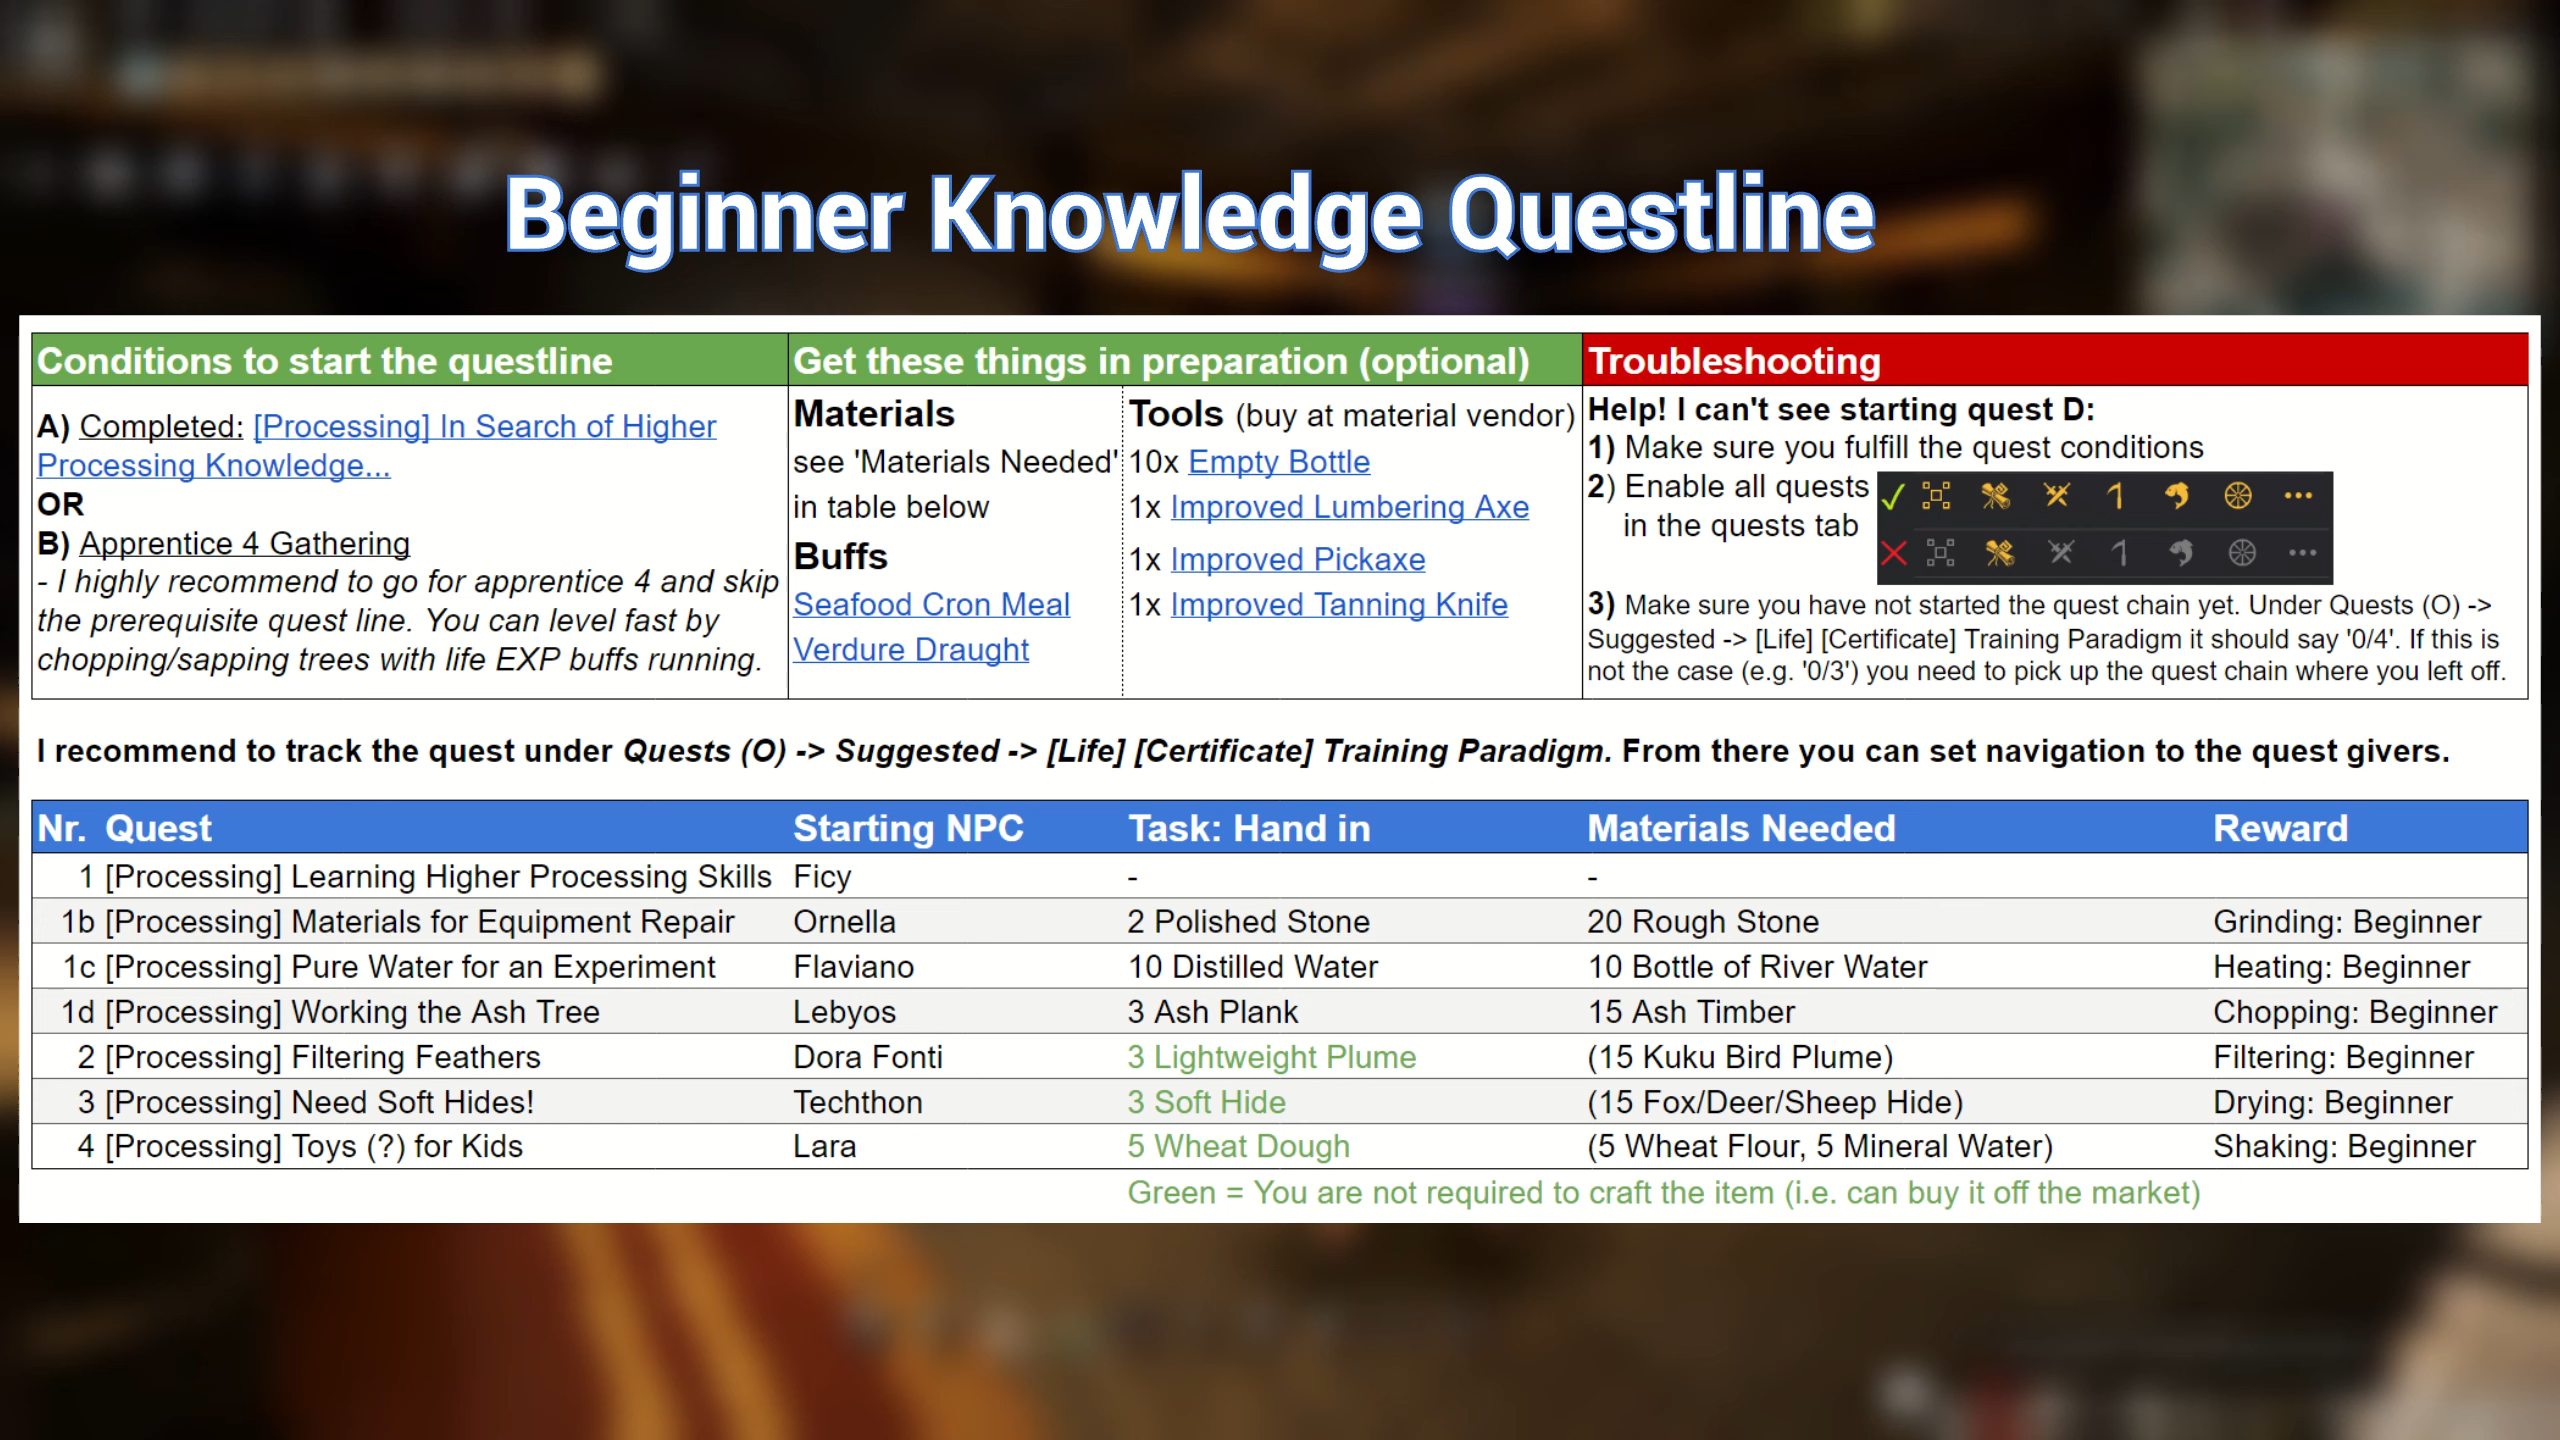 Beginner Knowledge Questline
Conditions to start the questline
A) Completed: [Processing] In Search of Higher
Processing Knowledge...
OR
B) Apprentice 4 Gathering
- I highly recommend to go for apprentice 4 and skip
the prerequisite quest line. You can level fast by
chopping/sapping trees with life EXP buffs running.
Get these things in preparation (optional)
Materials
see 'Materials Needed'
in table below
Buffs
Seafood Cron Meal
Verdure Draught
Tools (buy at material vendor)
10x Empty Bottle
1x Improved Lumbering Axe
1x Improved Pickaxe
1x Improved Tanning Knife
Troubleshooting
Help! I can't see starting quest D:
1) Make sure you fulfill the quest conditions
2) Enable all quests
in the quests tab
3) Make sure you have not started the quest chain yet. Under Quests (O) ->
Suggested -> [Life] [Certificate] Training Paradigm it should say '0/4'. If this is
not the case (e.g. '0/3') you need to pick up the quest chain where you left off.
I recommend to track the quest under Quests (O) -> Suggested -> [Life] [Certificate] Training Paradigm. From there you can set navigation to the quest givers.
Nr. Quest Starting NPC Task: Hand in Materials Needed Reward
1 [Processing] Learning Higher Processing Skills Ficy - -
1b [Processing] Materials for Equipment Repair Ornella 2 Polished Stone 20 Rough Stone Grinding: Beginner
1c [Processing] Pure Water for an Experiment Flaviano 10 Distilled Water 10 Bottle of River Water Heating: Beginner
1d [Processing] Working the Ash Tree Lebyos 3 Ash Plank 15 Ash Timber Chopping: Beginner
2 [Processing] Filtering Feathers Dora Fonti 3 Lightweight Plume (15 Kuku Bird Plume) Filtering: Beginner
3 [Processing] Need Soft Hides! Techthon 3 Soft Hide (15 Fox/Deer/Sheep Hide) Drying: Beginner
4 [Processing] Toys (?) for Kids Lara 5 Wheat Dough (5 Wheat Flour, 5 Mineral Water) Shaking: Beginner
Green = You are not required to craft the item (i.e. can buy it off the market)